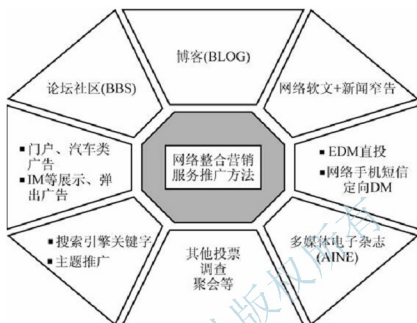 博客(BLOG)
论坛社区(BBS)
网络软文+新闻窄告
■ 门户、汽车类
广告
■ IM等展示、弹
出广告
网络整合营销
服务推广方法
■ EDM直投
■ 网络手机短信
定向DM
■ 搜索引擎关键字
■ 主题推广
其他投票
调查
聚会等
多媒体电子杂志
(AINE)
版权所有